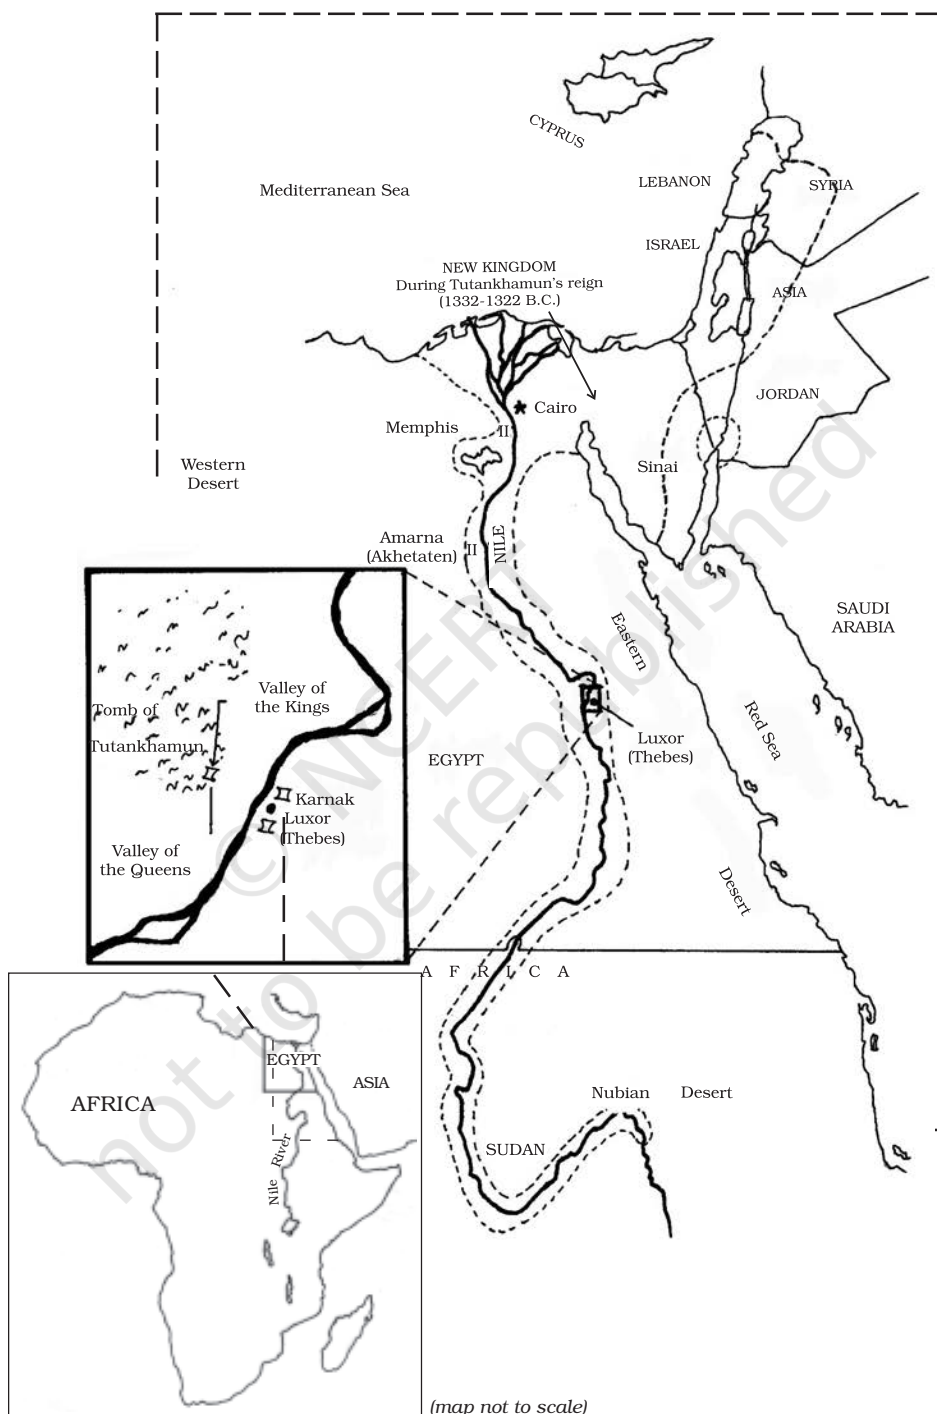 CYPRUS
Mediterranean Sea
LEBANON
SYRIA
ISRAEL
NEW KINGDOM
During Tutankhamun's reign
(1332-1322 B.C.)
ASIA
JORDAN
Cairo
Memphis
II
Sinai
Western
Desert
Amarna
(Akhetaten)
II
NILE
SAUDI
ARABIA
Eastern
Desert
Red Sea
Luxor
(Thebes)
EGYPT
Valley of
the Kings
Tomb of
Tutankhamun
Karnak
Luxor
(Thebes)
Valley of
the Queens
AFRICA
Nubian Desert
SUDAN
EGYPT
ASIA
AFRICA
Nile River
(map not to scale)
© NCERT
not to be republished